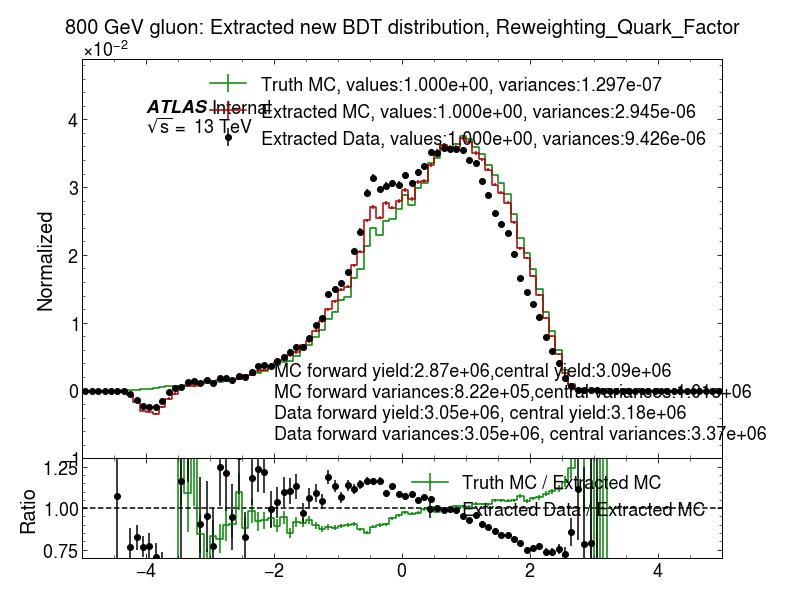 800 GeV gluon: Extracted new BDT distribution, Reweighting_Quark_Factor
×10⁻²
Truth MC, values:1.000e+00, variances:1.297e-07
ATLAS Internal
Extracted MC, values:1.000e+00, variances:2.945e-06
√s = 13 TeV
Extracted Data, values:1.000e+00, variances:9.426e-06
4
3
2
1
0
Normalized
MC forward yield:2.87e+06,central yield:3.09e+06
MC forward variances:8.22e+05,central variances:1.01e+06
Data forward yield:3.05e+06, central yield:3.18e+06
Data forward variances:3.05e+06, central variances:3.37e+06
1.25
1.00
0.75
Ratio
Truth MC / Extracted MC
Extracted Data / Extracted MC
−4 −2 0 2 4